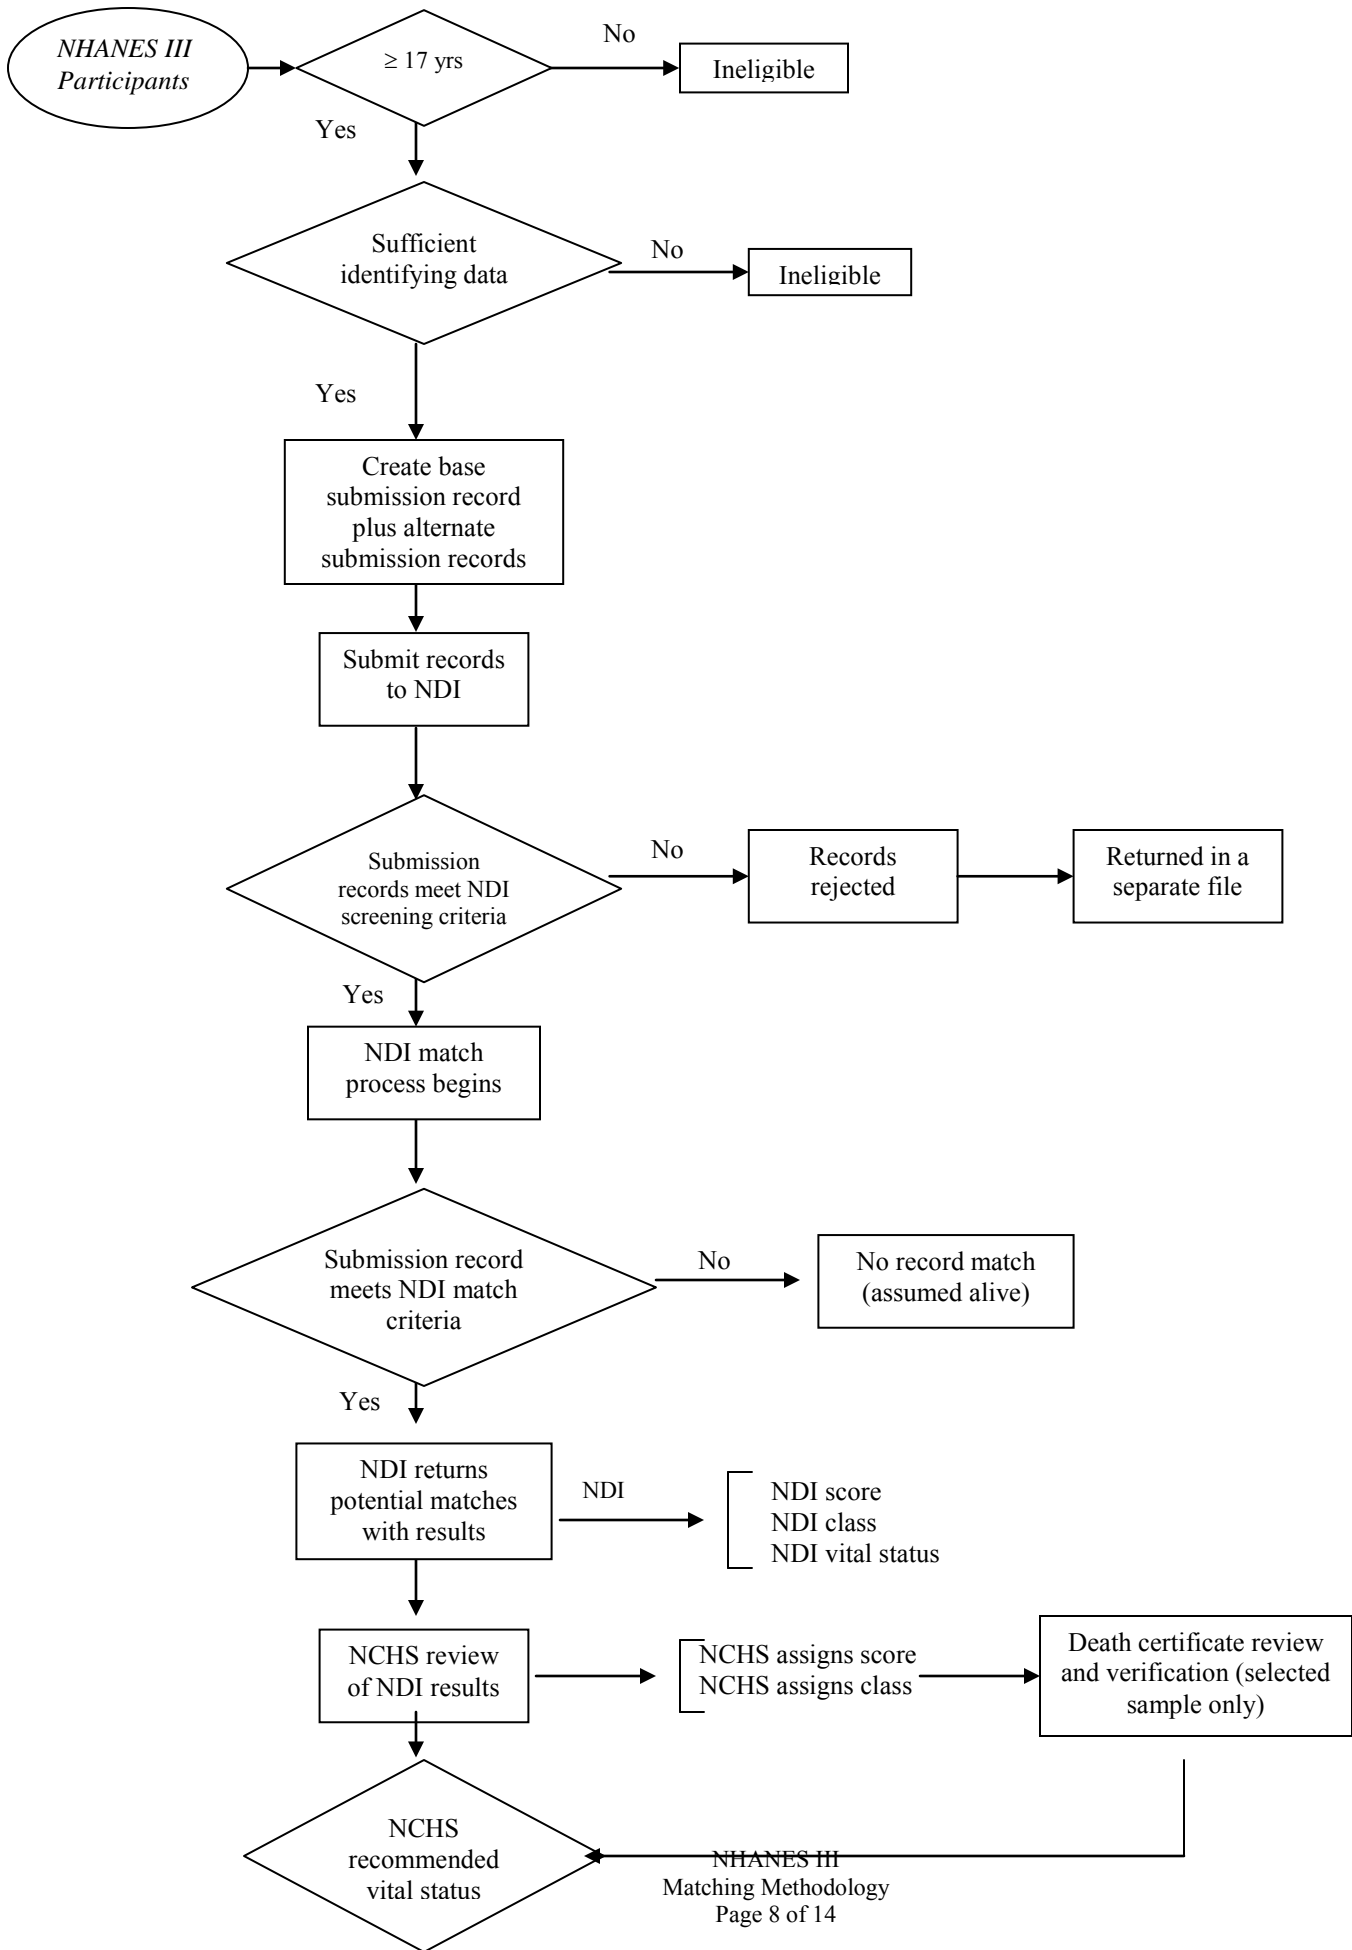 NHANES III
Participants
≥ 17 yrs
No
Ineligible
Yes
Sufficient
identifying data
No
Ineligible
Yes
Create base
submission record
plus alternate
submission records
Submit records
to NDI
Submission
records meet NDI
screening criteria
No
Records
rejected
Returned in a
separate file
Yes
NDI match
process begins
Submission record
meets NDI match
criteria
No
No record match
(assumed alive)
Yes
NDI returns
potential matches
with results
NDI
NDI score
NDI class
NDI vital status
NCHS review
of NDI results
NCHS assigns score
NCHS assigns class
Death certificate review
and verification (selected
sample only)
NCHS
recommended
vital status
NHANES III
Matching Methodology
Page 8 of 14